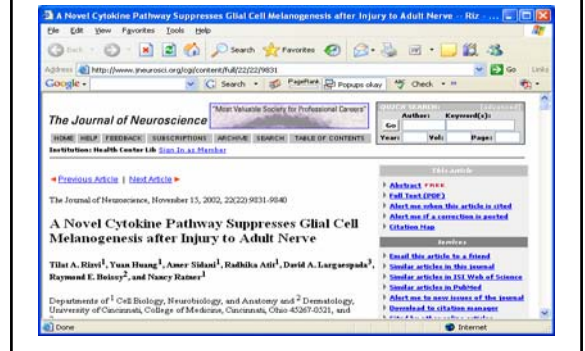 A Novel Cytokine Pathway Suppresses Glial Cell Melanogenesis after Injury to Adult Nerve -- Riz - ...
File Edit View Favorites Tools Help
Back Search Favorites
Address http://www.jneurosci.org/cgi/content/full/22/22/9831 Go Links
Google Search PageRank Popups okay Check
The Journal of Neuroscience
"Most Valuable Society for Professional Careers"
QUICK SEARCH: [advanced]
Author: Keyword(s):
Go
Year: Vol: Page:
HOME HELP FEEDBACK SUBSCRIPTIONS ARCHIVE SEARCH TABLE OF CONTENTS
Institution: Health Center Lib Sign In as Member
Previous Article | Next Article
The Journal of Neuroscience, November 15, 2002, 22(22):9831-9840
A Novel Cytokine Pathway Suppresses Glial Cell
Melanogenesis after Injury to Adult Nerve
Tilat A. Rizvi1, Yuan Huang1, Amer Sidani1, Radhika Atit1, David A. Largaespada3,
Raymond E. Boissy2, and Nancy Ratner1
Departments of 1 Cell Biology, Neurobiology, and Anatomy and 2 Dermatology,
University of Cincinnati, College of Medicine, Cincinnati, Ohio 45267-0521, and
This Article
Abstract FREE
Full Text (PDF)
Alert me when this article is cited
Alert me if a correction is posted
Citation Map
Services
Email this article to a friend
Similar articles in this journal
Similar articles in ISI Web of Science
Similar articles in PubMed
Alert me to new issues of the journal
Download to citation manager
Done Internet